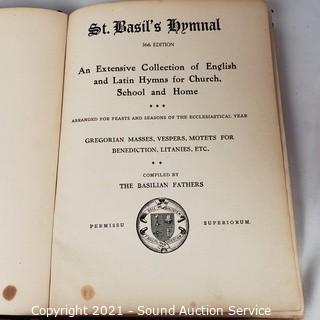 St. Basil's Hymnal
36th EDITION
An Extensive Collection of English
and Latin Hymns for Church,
School and Home
ARRANGED FOR FEASTS AND SEASONS OF THE ECCLESIASTICAL YEAR
GREGORIAN MASSES, VESPERS, MOTETS FOR
BENEDICTION, LITANIES, ETC.
COMPILED BY
THE BASILIAN FATHERS
PERMISSU SUPERIORUM.
Copyright 2021 - Sound Auction Service